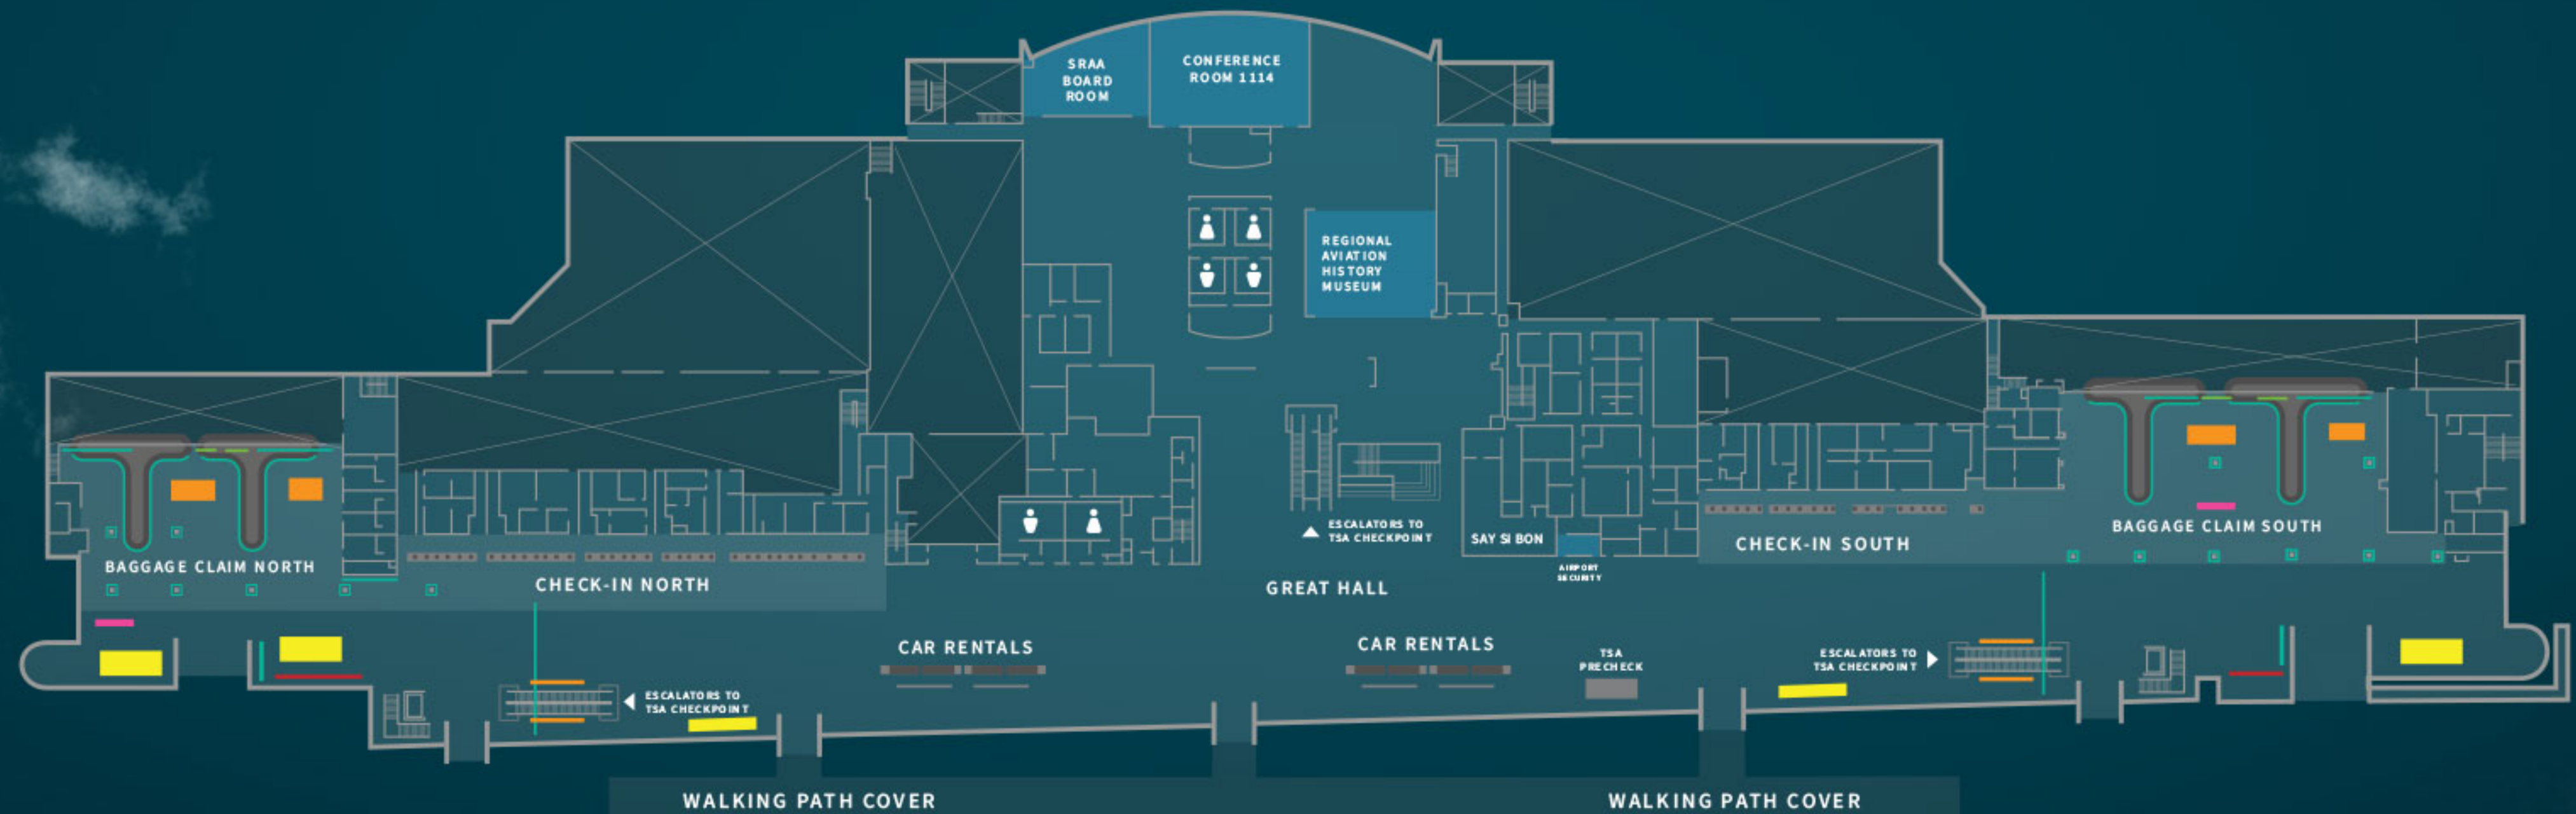 SRAA
BOARD
ROOM
CONFERENCE
ROOM 1114
REGIONAL
AVIATION
HISTORY
MUSEUM
ESCALATORS TO
TSA CHECKPOINT
SAY SI BON
AIRPORT
SECURITY
BAGGAGE CLAIM NORTH
CHECK-IN NORTH
GREAT HALL
CHECK-IN SOUTH
BAGGAGE CLAIM SOUTH
CAR RENTALS
CAR RENTALS
TSA
PRECHECK
ESCALATORS TO
TSA CHECKPOINT
ESCALATORS TO
TSA CHECKPOINT
WALKING PATH COVER
WALKING PATH COVER